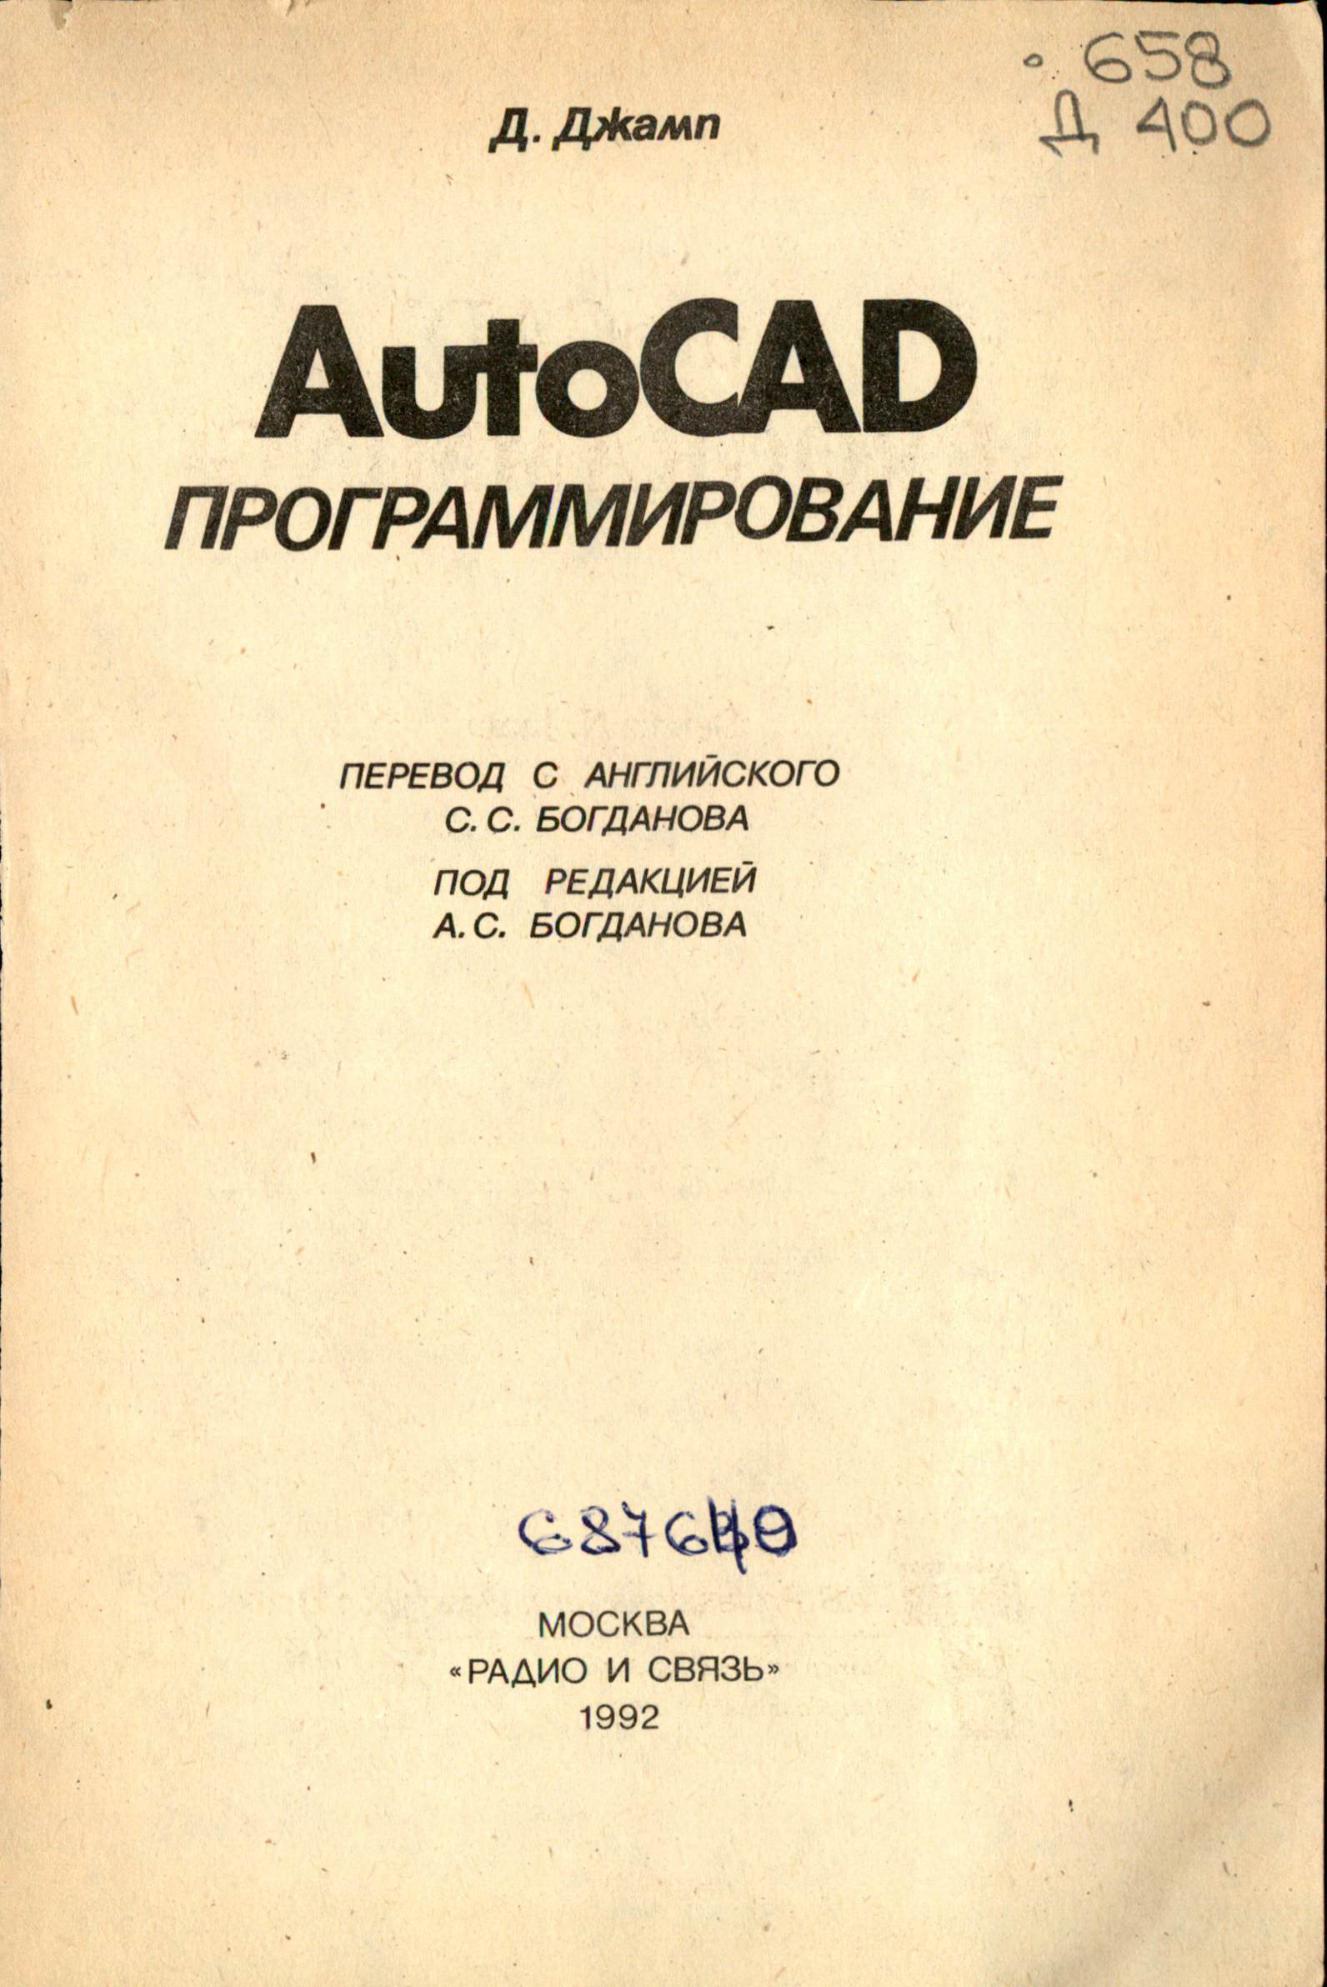 658
Д 400
Д. Джамп
AutoCAD
ПРОГРАММИРОВАНИЕ
ПЕРЕВОД С АНГЛИЙСКОГО
С. С. БОГДАНОВА
ПОД РЕДАКЦИЕЙ
А. С. БОГДАНОВА
МОСКВА
«РАДИО И СВЯЗЬ»
1992